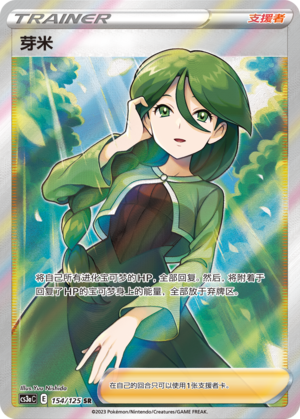 TRAINER
支援者
芽米
将自己所有进化宝可梦的HP,全部回复。然后,将附着于
回复了HP的宝可梦身上的能量,全部放于弃牌区。
Illus. Yuu Nishida
在自己的回合只可以使用1张支援者卡。
CS3aC E 154/125 SR
©2023 Pokémon/Nintendo/Creatures/GAME FREAK.